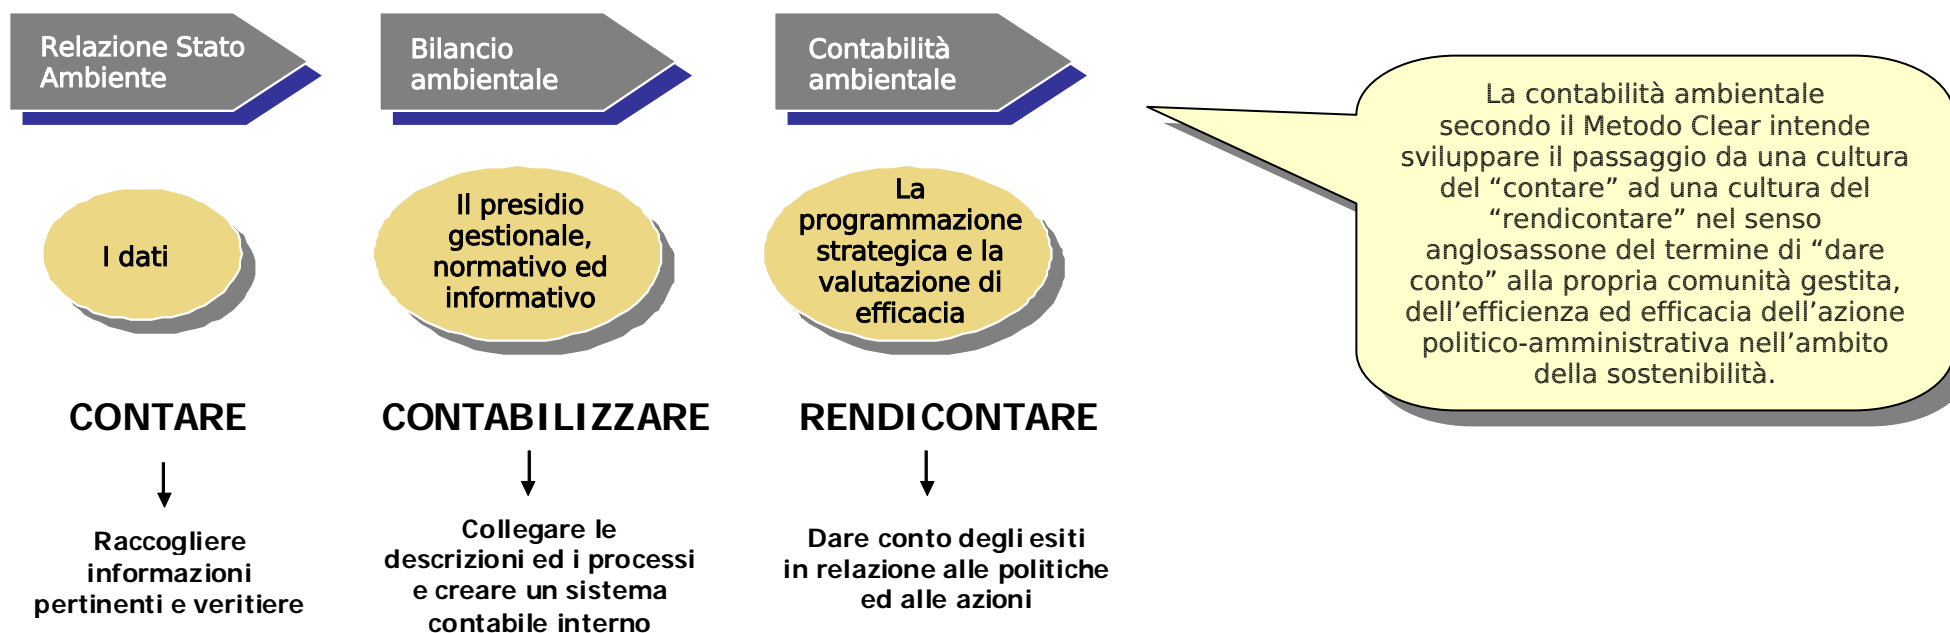 Relazione Stato
Ambiente
I dati
CONTARE
Raccogliere
informazioni
pertinenti e veritiere
Bilancio
ambientale
Il presidio
gestionale,
normativo ed
informativo
CONTABILIZZARE
Collegare le
descrizioni ed i processi
e creare un sistema
contabile interno
Contabilità
ambientale
La
programmazione
strategica e la
valutazione di
efficacia
RENDICONTARE
Dare conto degli esiti
in relazione alle politiche
ed alle azioni
La contabilità ambientale
secondo il Metodo Clear intende
sviluppare il passaggio da una cultura
del “contare” ad una cultura del
“rendicontare” nel senso
anglosassone del termine di “dare
conto” alla propria comunità gestita,
dell’efficienza ed efficacia dell’azione
politico-amministrativa nell’ambito
della sostenibilità.